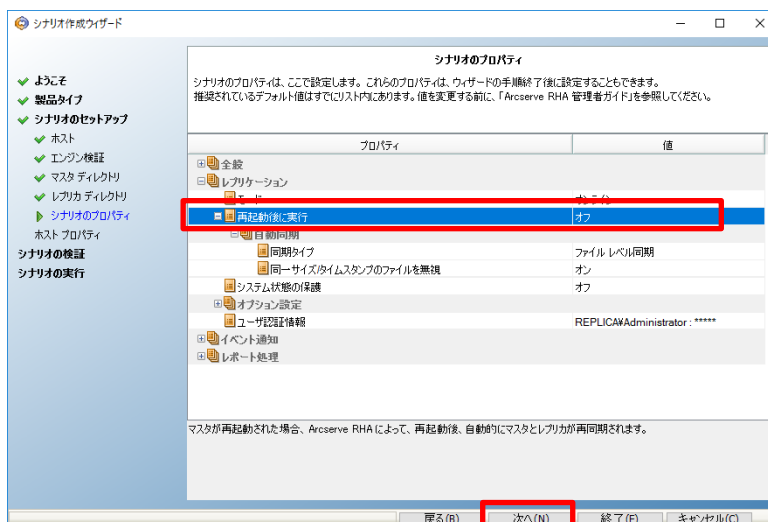 シナリオ作成ウィザード
ようこそ
製品タイプ
シナリオのセットアップ
ホスト
エンジン検証
マスタ ディレクトリ
レプリカ ディレクトリ
シナリオのプロパティ
ホスト プロパティ
シナリオの検証
シナリオの実行
シナリオのプロパティ
シナリオのプロパティは、ここで設定します。これらのプロパティは、ウィザードの手順終了後に設定することもできます。
推奨されているデフォルト値はすでにリスト内にあります。値を変更する前に、「Arcserve RHA 管理者ガイド」を参照してください。
プロパティ 値
全般
レプリケーション
モード オンライン
再起動後に実行 オフ
自動同期
同期タイプ ファイル レベル同期
同一サイズ/タイムスタンプのファイルを無視 オン
システム状態の保護 オフ
オプション設定
ユーザ認証情報 REPLICA¥Administrator : *****
イベント通知
レポート処理
マスタが再起動された場合、Arcserve RHA によって、再起動後、自動的にマスタとレプリカが再同期されます。
戻る(B) 次へ(N) 終了(F) キャンセル(C)